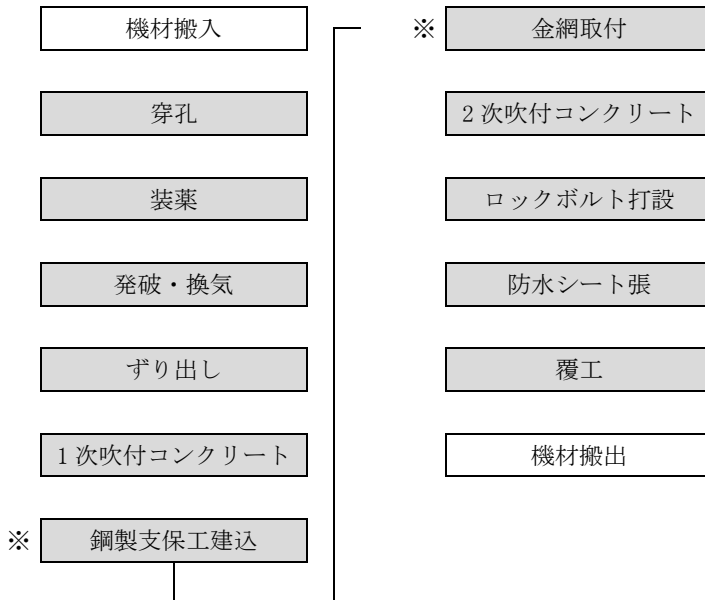 機材搬入
穿孔
装薬
発破・換気
ずり出し
1次吹付コンクリート
※ 鋼製支保工建込
※ 金網取付
2次吹付コンクリート
ロックボルト打設
防水シート張
覆工
機材搬出